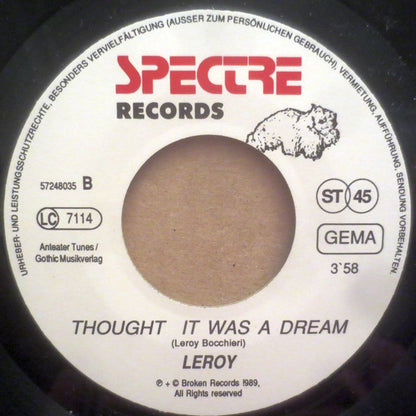 URHEBER- UND LEISTUNGSSCHUTZRECHTE, BESONDERS VERVIELFÄLTIGUNG (AUSSER ZUM PERSÖNLICHEN GEBRAUCH), VERMIETUNG, AUFFÜHRUNG, SENDUNG VORBEHALTEN.
SPECTRE
RECORDS
57248035 B
LC 7114
Anteater Tunes/
Gothic Musikverlag
ST 45
GEMA
3`58
THOUGHT IT WAS A DREAM
(Leroy Bocchieri)
LEROY
℗ + © Broken Records 1989,
All Rights reserved